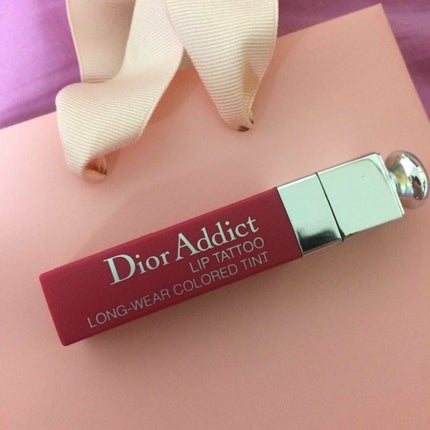 Dior Addict
LIP TATTOO
LONG-WEAR COLORED TINT